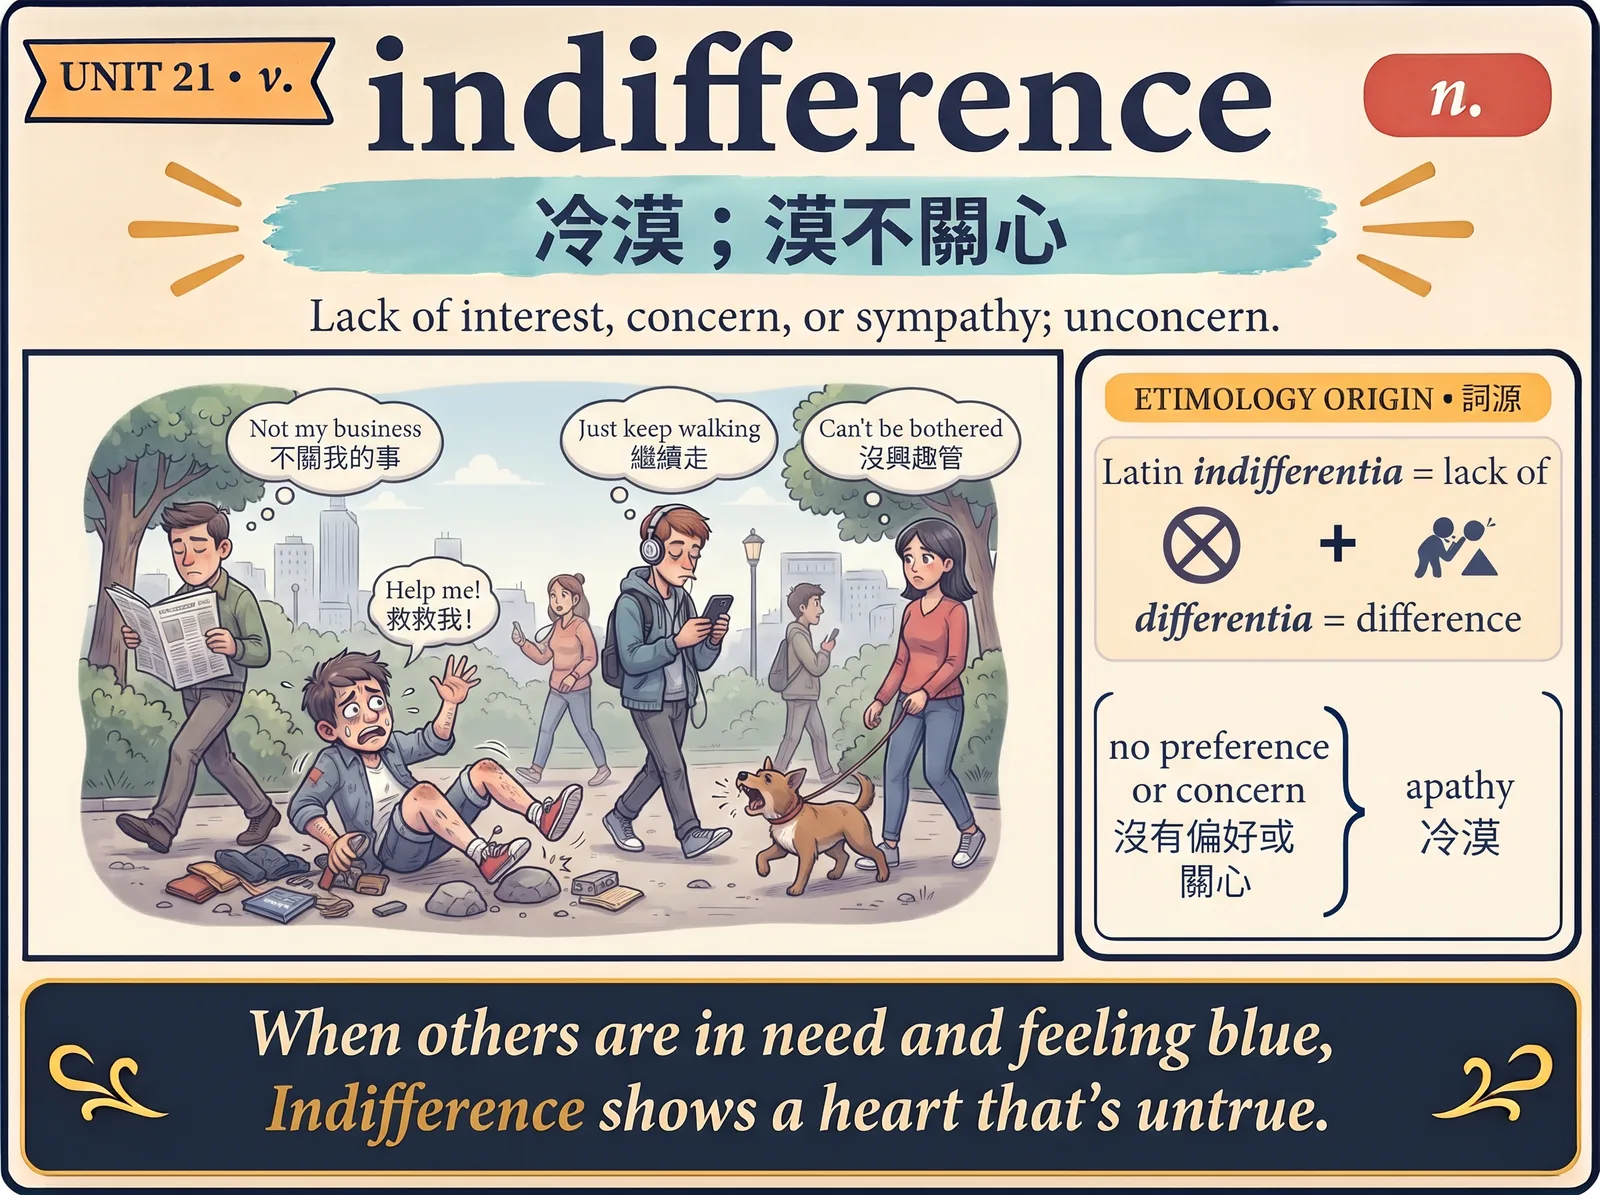 UNIT 21 • v.
indifference
n.
冷漠；漠不關心
Lack of interest, concern, or sympathy; unconcern.
Not my business
不關我的事
Just keep walking
繼續走
Can't be bothered
沒興趣管
Help me!
救救我！
ETIMOLOGY ORIGIN • 詞源
Latin indifferentia = lack of
+
differentia = difference
no preference
or concern
沒有偏好或
關心
apathy
冷漠
When others are in need and feeling blue,
Indifference shows a heart that's untrue.